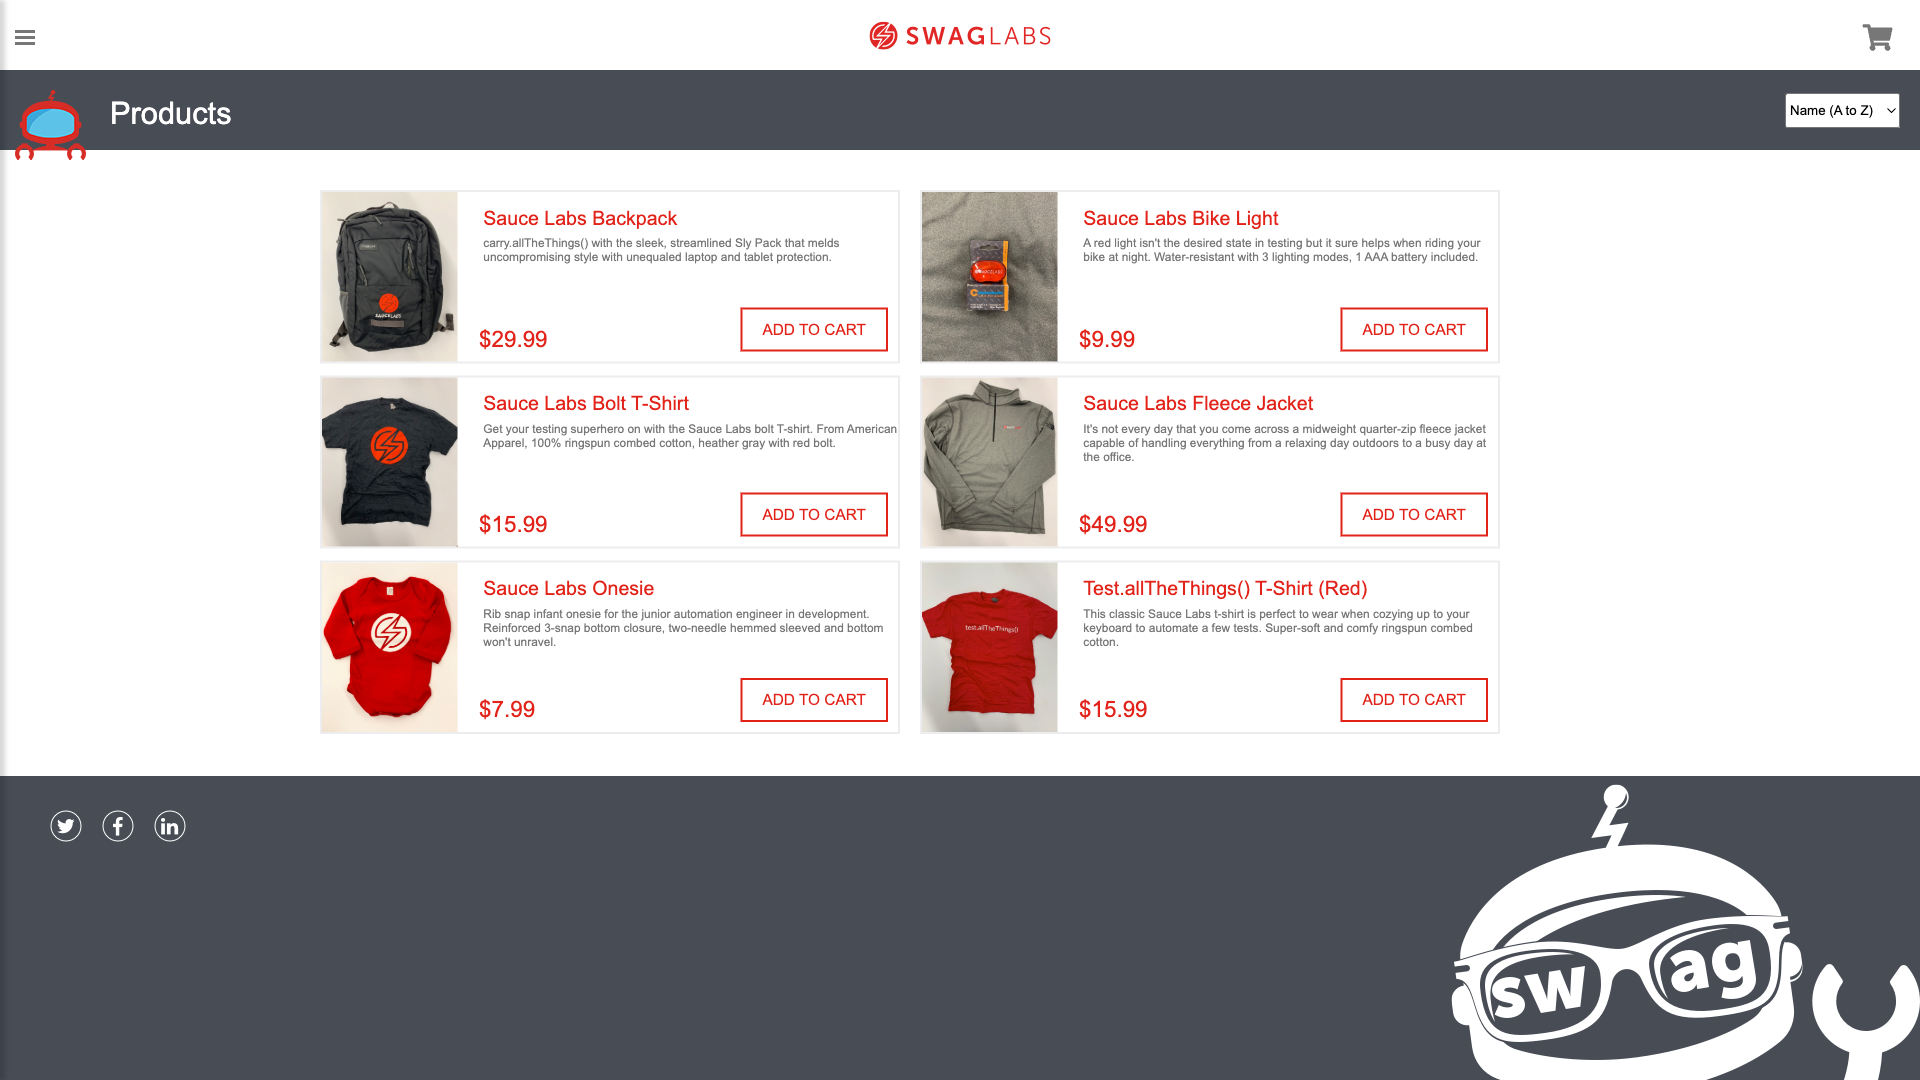 SWAGLABS
Products
Name (A to Z)
Sauce Labs Backpack
carry.allTheThings() with the sleek, streamlined Sly Pack that melds
uncompromising style with unequaled laptop and tablet protection.
$29.99
ADD TO CART
SAUCELABS
Sauce Labs Bike Light
A red light isn't the desired state in testing but it sure helps when riding your
bike at night. Water-resistant with 3 lighting modes, 1 AAA battery included.
$9.99
ADD TO CART
Sauce Labs Bolt T-Shirt
Get your testing superhero on with the Sauce Labs bolt T-shirt. From American
Apparel, 100% ringspun combed cotton, heather gray with red bolt.
$15.99
ADD TO CART
Sauce Labs Fleece Jacket
It's not every day that you come across a midweight quarter-zip fleece jacket
capable of handling everything from a relaxing day outdoors to a busy day at
the office.
$49.99
ADD TO CART
Sauce Labs Onesie
Rib snap infant onesie for the junior automation engineer in development.
Reinforced 3-snap bottom closure, two-needle hemmed sleeved and bottom
won't unravel.
$7.99
ADD TO CART
test.allTheThings()
Test.allTheThings() T-Shirt (Red)
This classic Sauce Labs t-shirt is perfect to wear when cozying up to your
keyboard to automate a few tests. Super-soft and comfy ringspun combed
cotton.
$15.99
ADD TO CART
sw ag